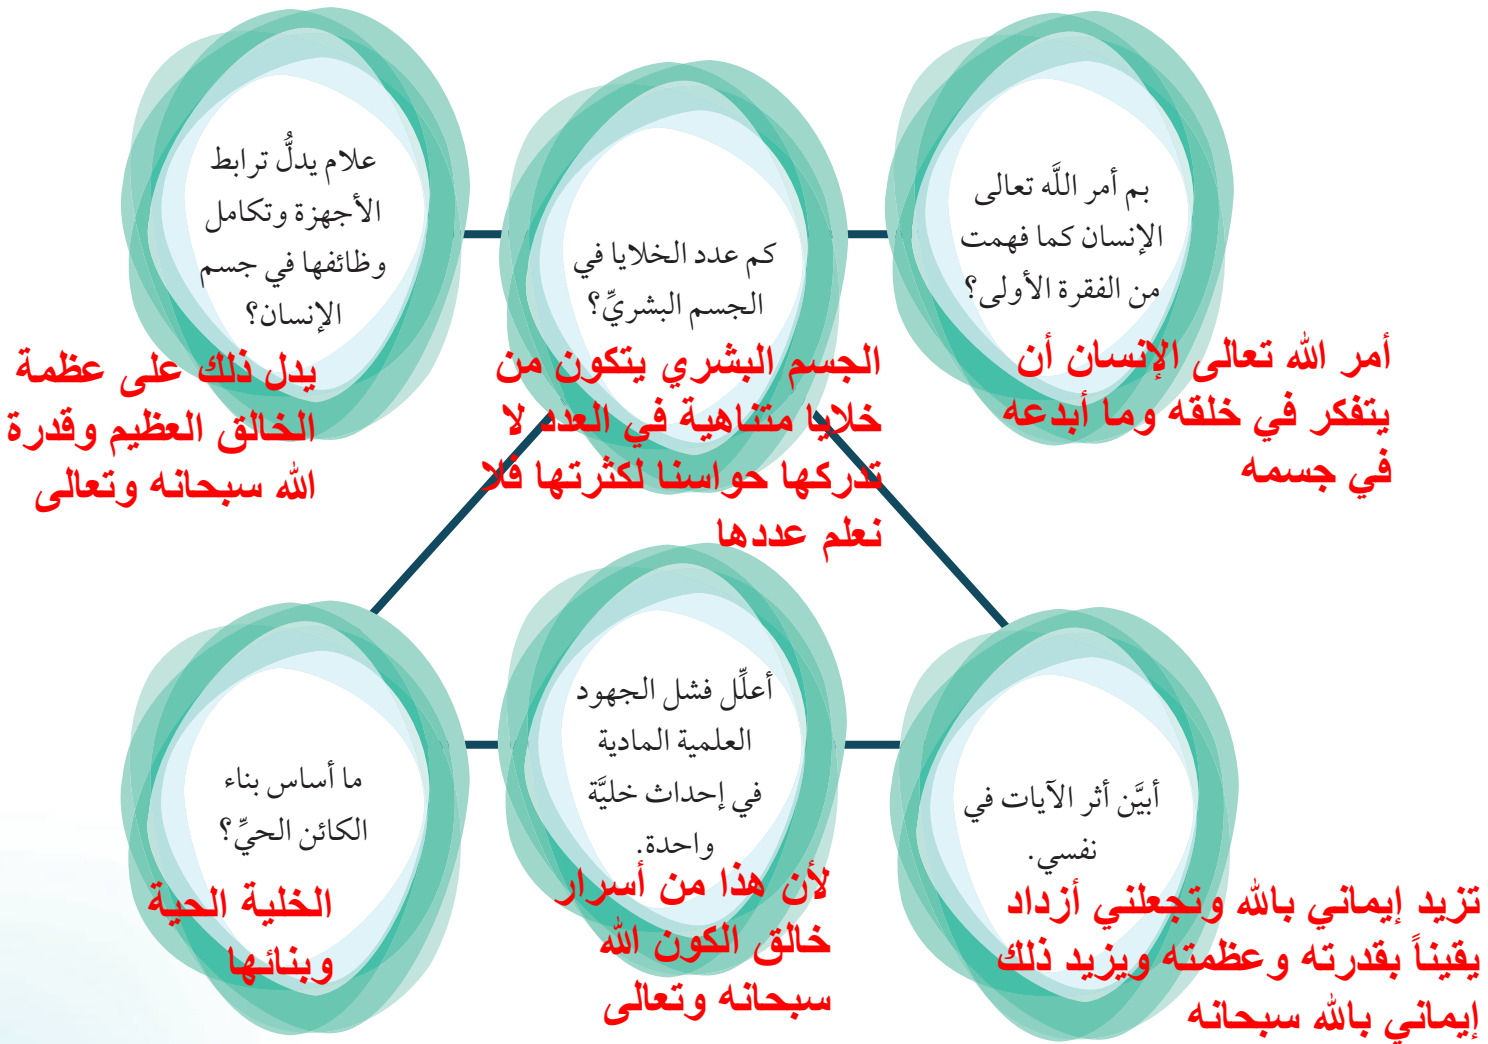 بم أمر اللَّه تعالى
الإنسان كما فهمت
من الفقرة الأولى؟
أمر الله تعالى الإنسان أن
يتفكر في خلقه وما أبدعه
في جسمه
كم عدد الخلايا في
الجسم البشريِّ؟
الجسم البشري يتكون من
خلايا متناهية في العدد لا
تدركها حواسنا لكثرتها فلا
نعلم عددها
علام يدلُّ ترابط
الأجهزة وتكامل
وظائفها في جسم
الإنسان؟
يدل ذلك على عظمة
الخالق العظيم وقدرة
الله سبحانه وتعالى
أبيَّن أثر الآيات في
نفسي.
تزيد إيماني بالله وتجعلني أزداد
يقيناً بقدرته وعظمته ويزيد ذلك
إيماني بالله سبحانه
أعلِّل فشل الجهود
العلمية المادية
في إحداث خليَّة
واحدة.
لأن هذا من أسرار
خالق الكون الله
سبحانه وتعالى
ما أساس بناء
الكائن الحيِّ؟
الخلية الحية
وبنائها